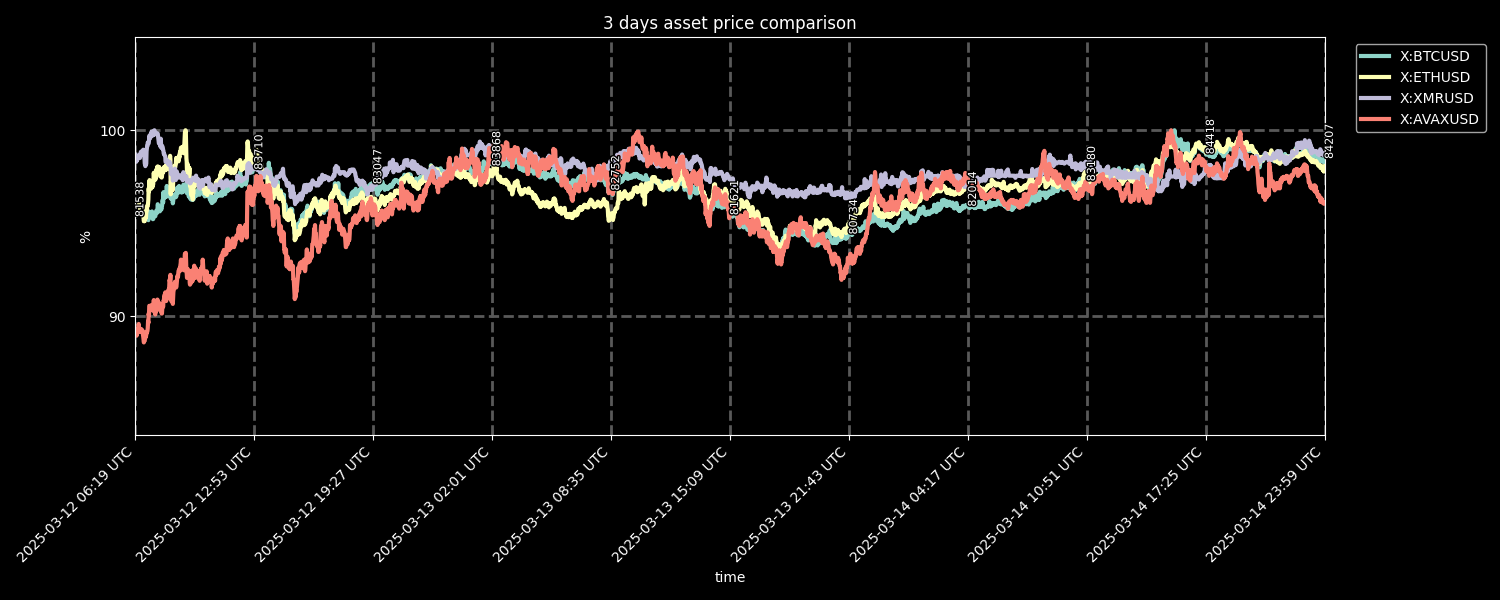 3 days asset price comparison
X:BTCUSD
X:ETHUSD
X:XMRUSD
X:AVAXUSD
100
90
%
81538
83710
83047
83868
82752
81621
80734
82014
83180
84418
84207
2025-03-12 06:19 UTC
2025-03-12 12:53 UTC
2025-03-12 19:27 UTC
2025-03-13 02:01 UTC
2025-03-13 08:35 UTC
2025-03-13 15:09 UTC
2025-03-13 21:43 UTC
2025-03-14 04:17 UTC
2025-03-14 10:51 UTC
2025-03-14 17:25 UTC
2025-03-14 23:59 UTC
time